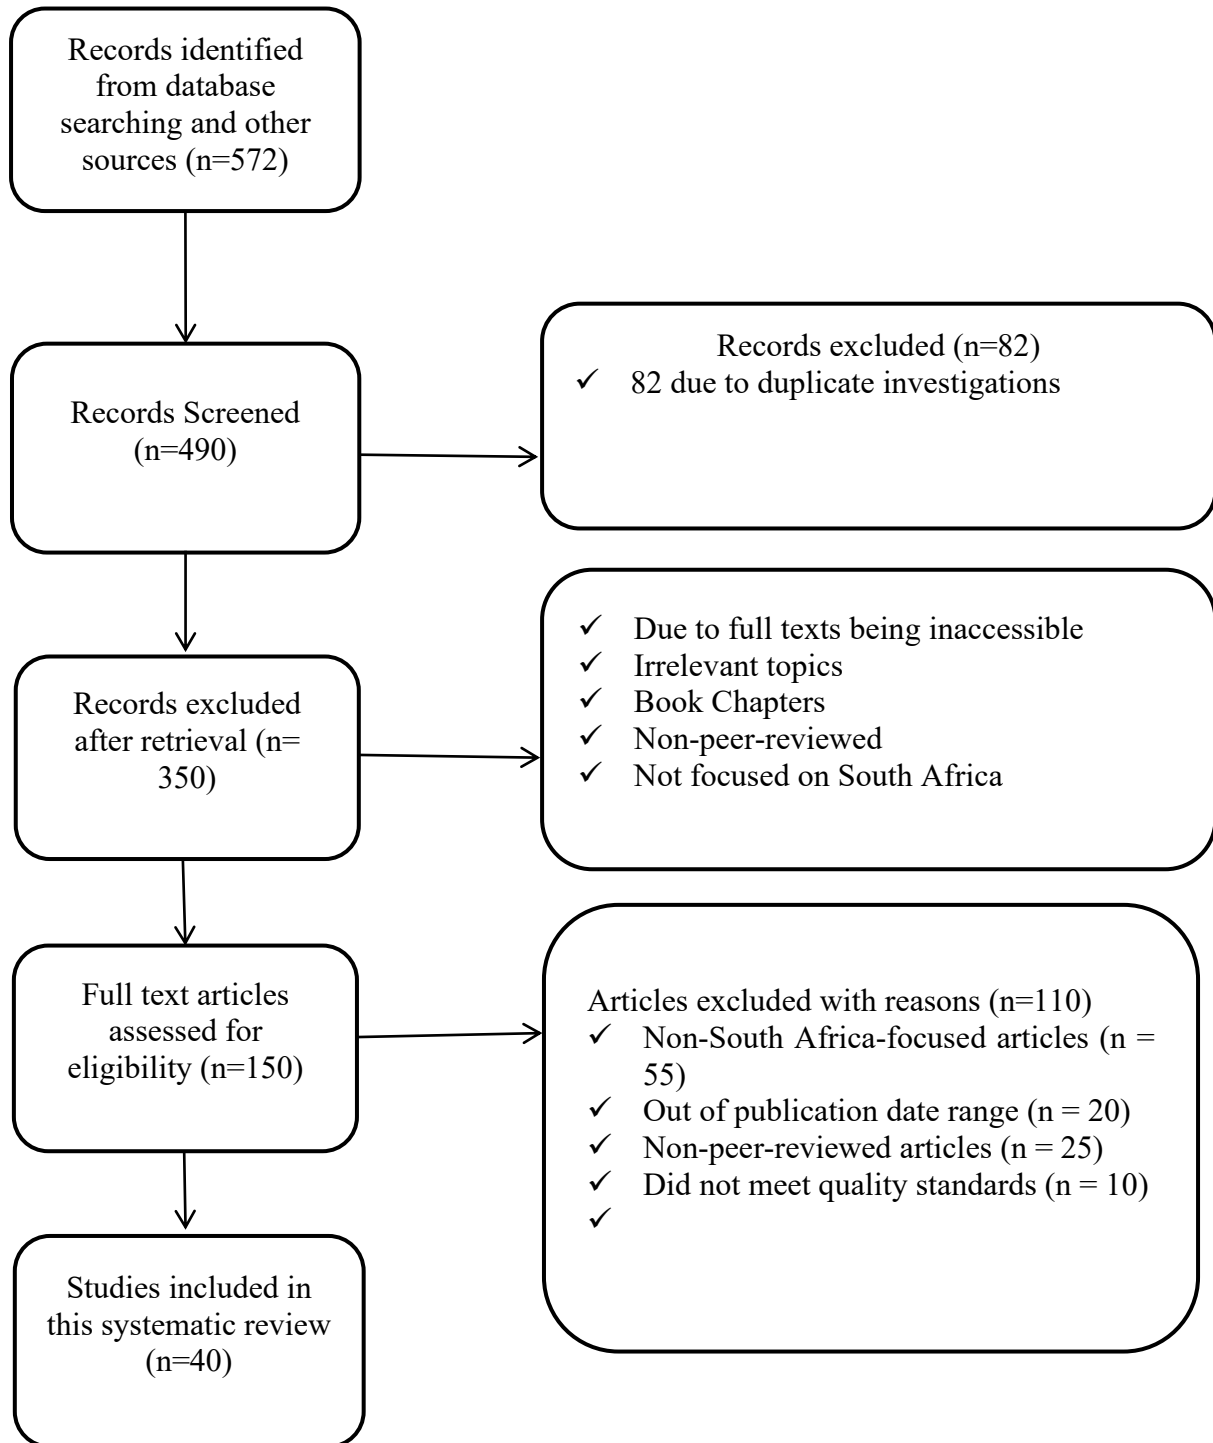 Records identified
from database
searching and other
sources (n=572)
Records Screened
(n=490)
Records excluded (n=82)
✓ 82 due to duplicate investigations
Records excluded
after retrieval (n=
350)
✓ Due to full texts being inaccessible
✓ Irrelevant topics
✓ Book Chapters
✓ Non-peer-reviewed
✓ Not focused on South Africa
Full text articles
assessed for
eligibility (n=150)
Articles excluded with reasons (n=110)
✓ Non-South Africa-focused articles (n =
55)
✓ Out of publication date range (n = 20)
✓ Non-peer-reviewed articles (n = 25)
✓ Did not meet quality standards (n = 10)
✓
Studies included in
this systematic review
(n=40)